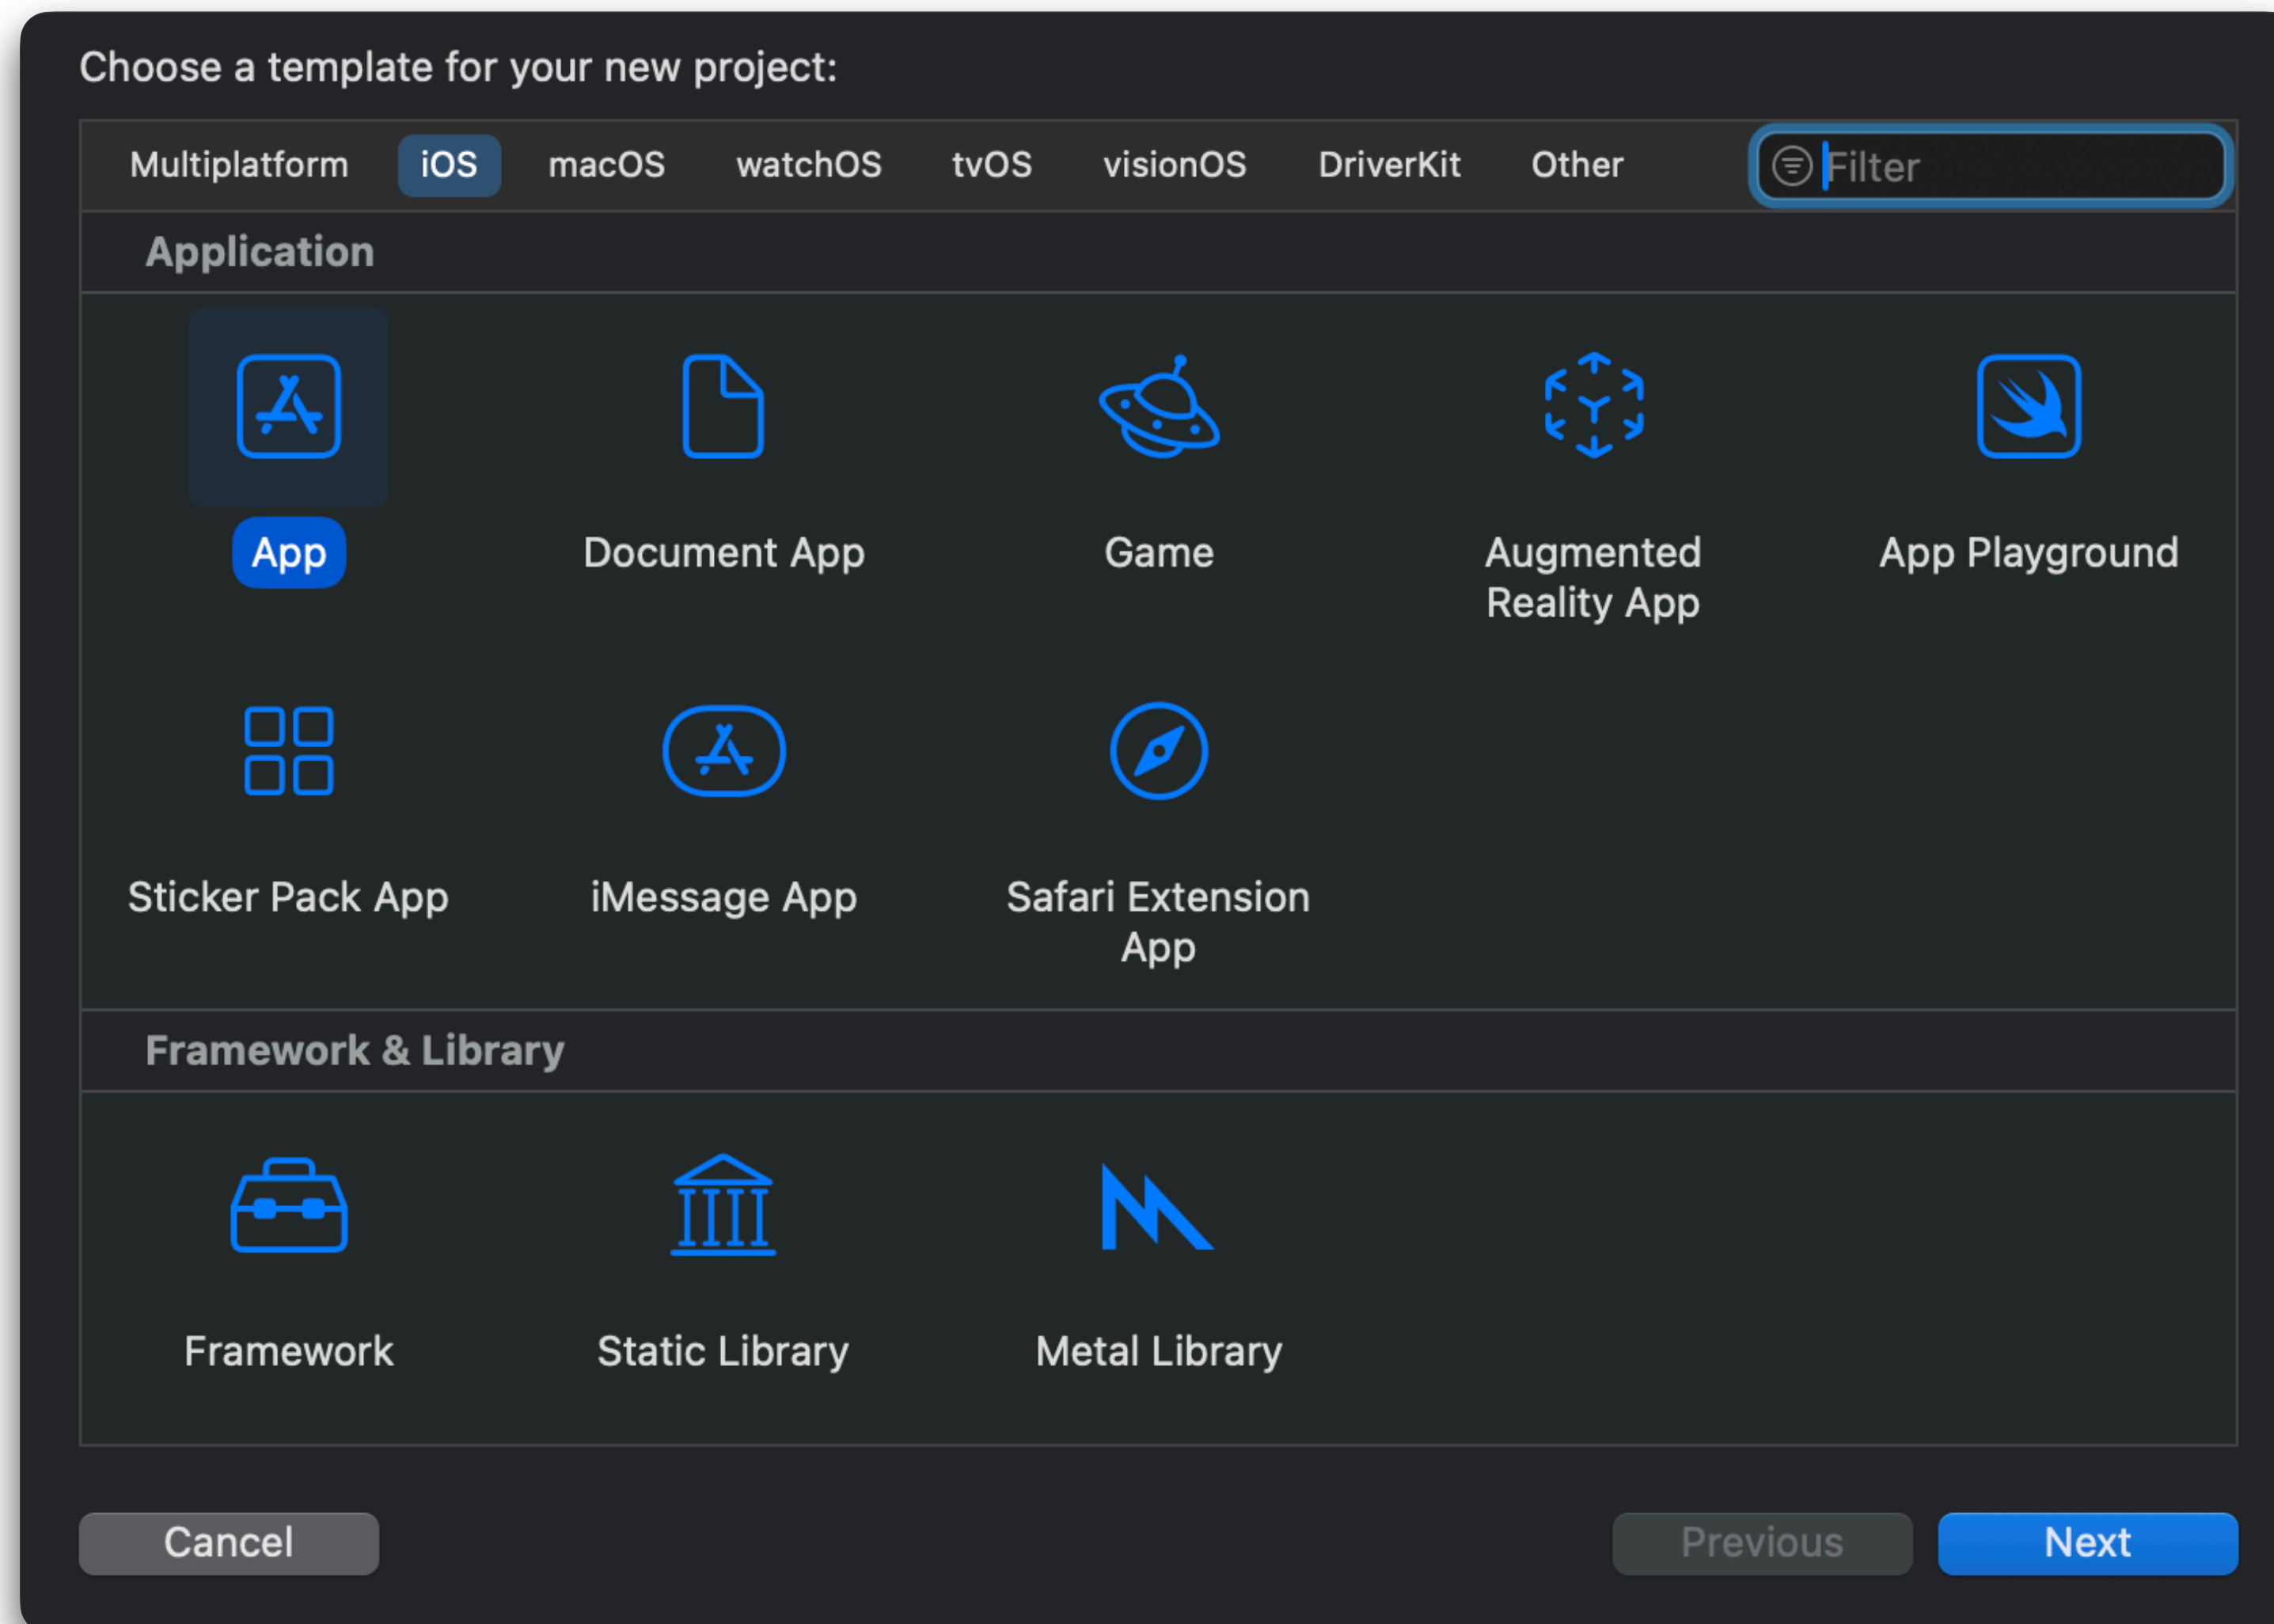 Choose a template for your new project:
Multiplatform iOS macOS watchOS tvOS visionOS DriverKit Other Filter
Application
App Document App Game Augmented Reality App App Playground
Sticker Pack App iMessage App Safari Extension App
Framework & Library
Framework Static Library Metal Library
Cancel Previous Next